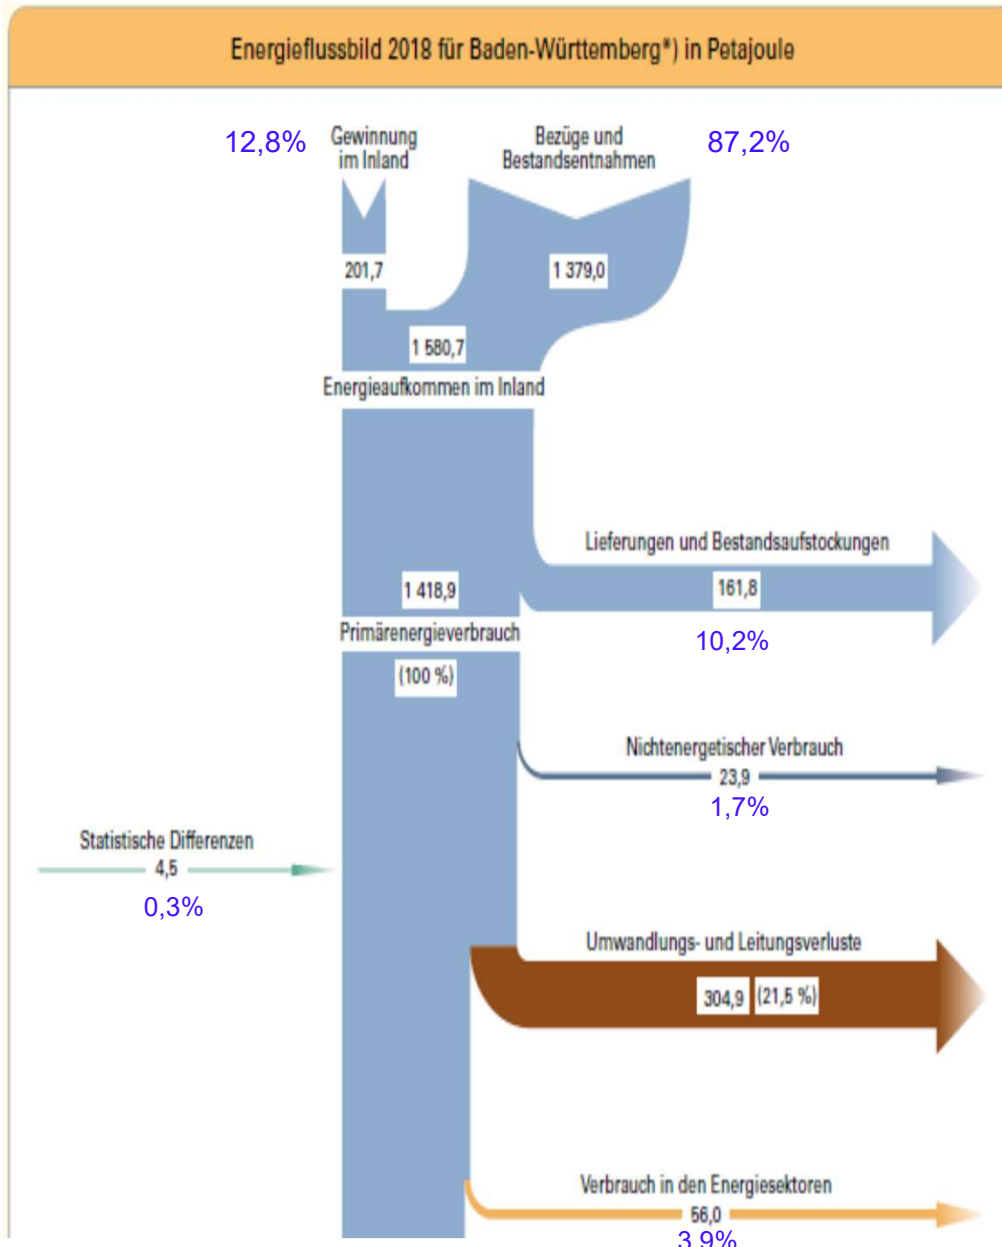 Energieflussbild 2018 für Baden-Württemberg*) in Petajoule
12,8%
Gewinnung
im Inland
Bezüge und
Bestandsentnahmen
87,2%
201,7
1 379,0
1 580,7
Energieaufkommen im Inland
Lieferungen und Bestandsaufstockungen
161,8
10,2%
1 418,9
Primärenergieverbrauch
(100 %)
Nichtenergetischer Verbrauch
23,9
1,7%
Statistische Differenzen
4,5
0,3%
Umwandlungs- und Leitungsverluste
304,9 (21,5 %)
Verbrauch in den Energiesektoren
56,0
3,9%